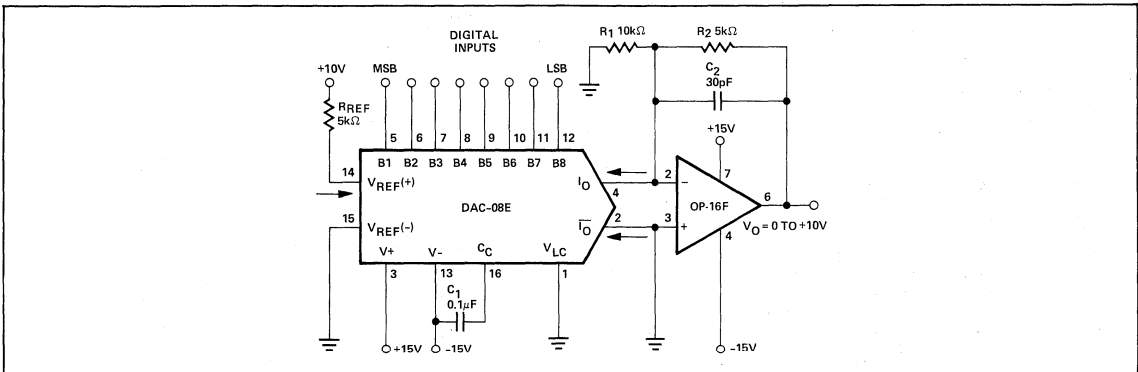 DIGITAL
INPUTS
R1 10kΩ
R2 5kΩ
C2
30pF
+10V
MSB
LSB
RREF
5kΩ
+15V
5 6 7 8 9 10 11 12
B1 B2 B3 B4 B5 B6 B7 B8
14
VREF(+)
IO
4
2
−
7
DAC-08E
OP-16F
6
15
VREF(-)
IO
2
3
+
VO = 0 TO +10V
4
V+
V-
CC
VLC
3
13
16
1
C1
0.1μF
+15V
-15V
-15V